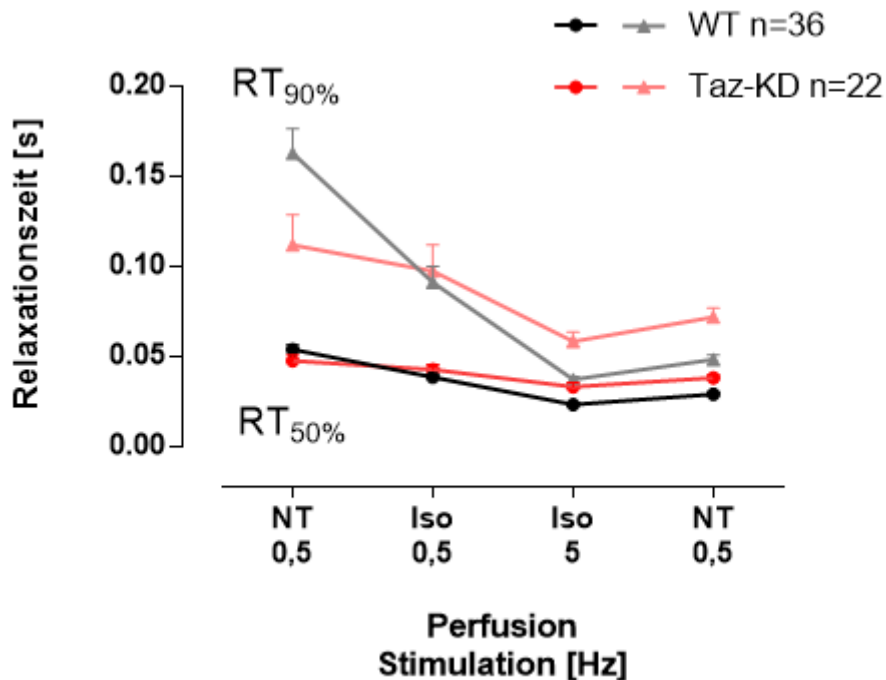 WT n=36
Taz-KD n=22
RT90%
RT50%
Relaxationszeit [s]
0.20
0.15
0.10
0.05
0.00
NT Iso Iso NT
0,5 0,5 5 0,5
Perfusion
Stimulation [Hz]